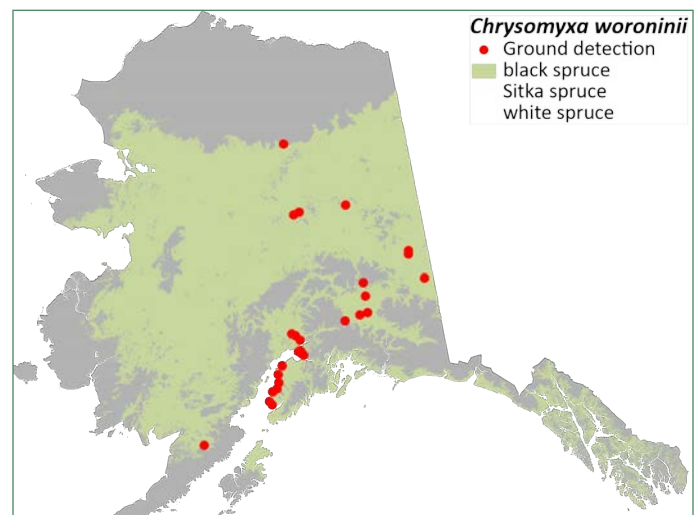 Chrysomyxa woroninii
Ground detection
black spruce
Sitka spruce
white spruce